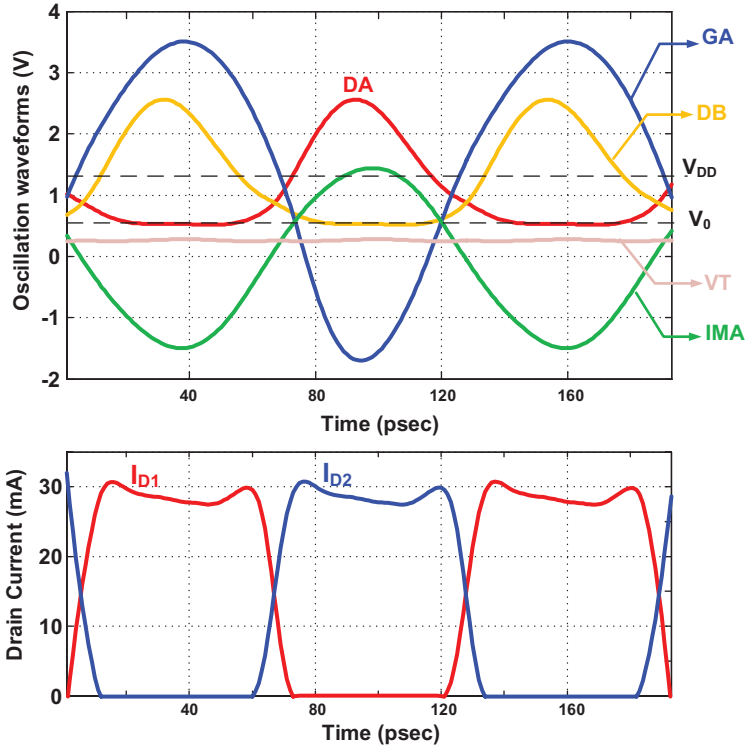 Oscillation waveforms (V)
4
3
2
1
0
-1
-2
40
80
120
160
Time (psec)
GA
DA
DB
VDD
V0
VT
IMA
Drain Current (mA)
30
20
10
0
ID1
ID2
40
80
120
160
Time (psec)